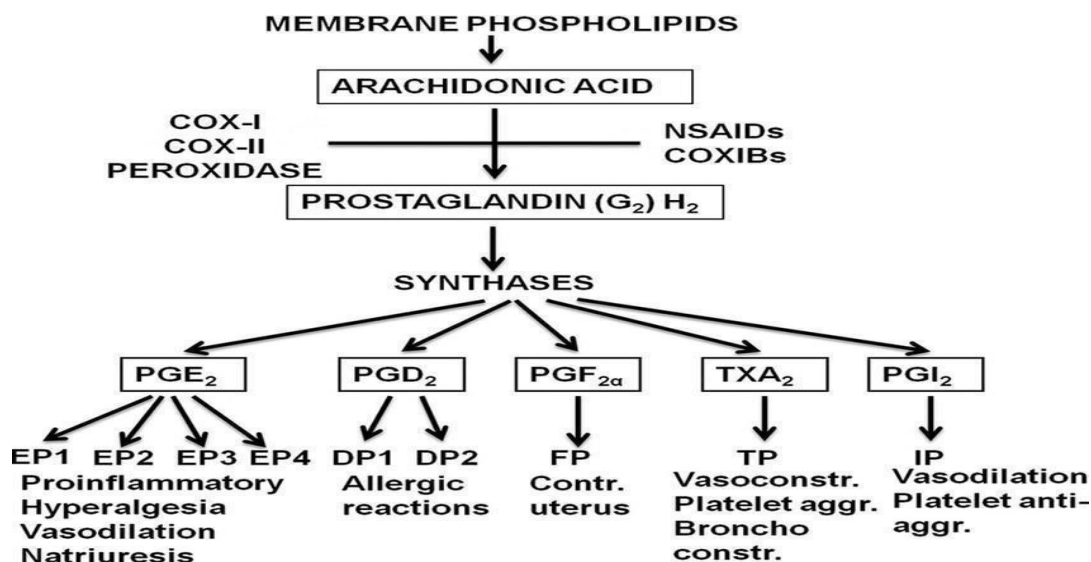 MEMBRANE PHOSPHOLIPIDS
ARACHIDONIC ACID
COX-I
COX-II
PEROXIDASE
NSAIDs
COXIBs
PROSTAGLANDIN (G₂) H₂
SYNTHASES
PGE₂ PGD₂ PGF₂α TXA₂ PGI₂
EP1 EP2 EP3 EP4 DP1 DP2 FP TP IP
Proinflammatory
Hyperalgesia
Vasodilation
Natriuresis
Allergic
reactions
Contr.
uterus
Vasoconstr.
Platelet aggr.
Broncho
constr.
Vasodilation
Platelet anti-
aggr.